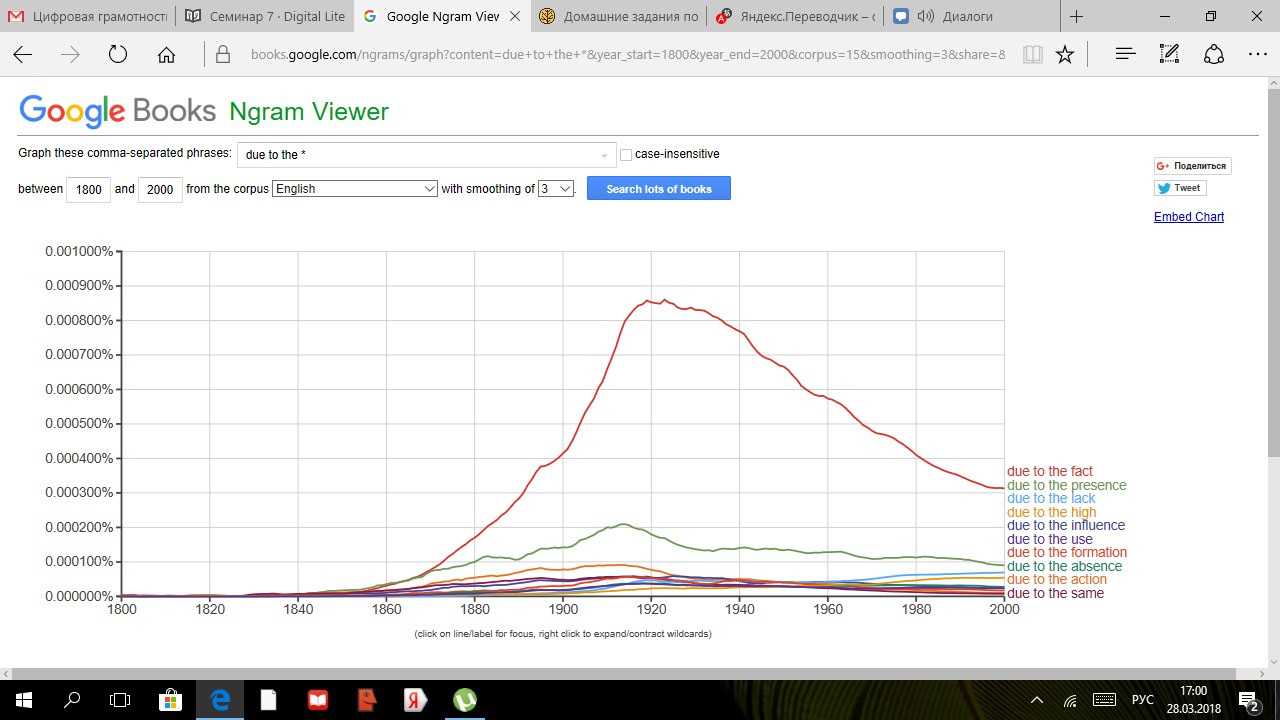 Цифровая грамотност
Семинар 7 · Digital Lite
Google Ngram View
Домашние задания по
Яндекс.Переводчик – с
Диалоги
books.google.com/ngrams/graph?content=due+to+the+*&year_start=1800&year_end=2000&corpus=15&smoothing=3&share=8
Google Books Ngram Viewer
Graph these comma-separated phrases: due to the * case-insensitive
between 1800 and 2000 from the corpus English with smoothing of 3 . Search lots of books
G+ Поделиться
Tweet
Embed Chart
0.001000%
0.000900%
0.000800%
0.000700%
0.000600%
0.000500%
0.000400%
0.000300%
0.000200%
0.000100%
0.000000%
1800 1820 1840 1860 1880 1900 1920 1940 1960 1980 2000
due to the fact
due to the presence
due to the lack
due to the high
due to the influence
due to the use
due to the formation
due to the absence
due to the action
due to the same
(click on line/label for focus, right click to expand/contract wildcards)
РУС
17:00
28.03.2018
2